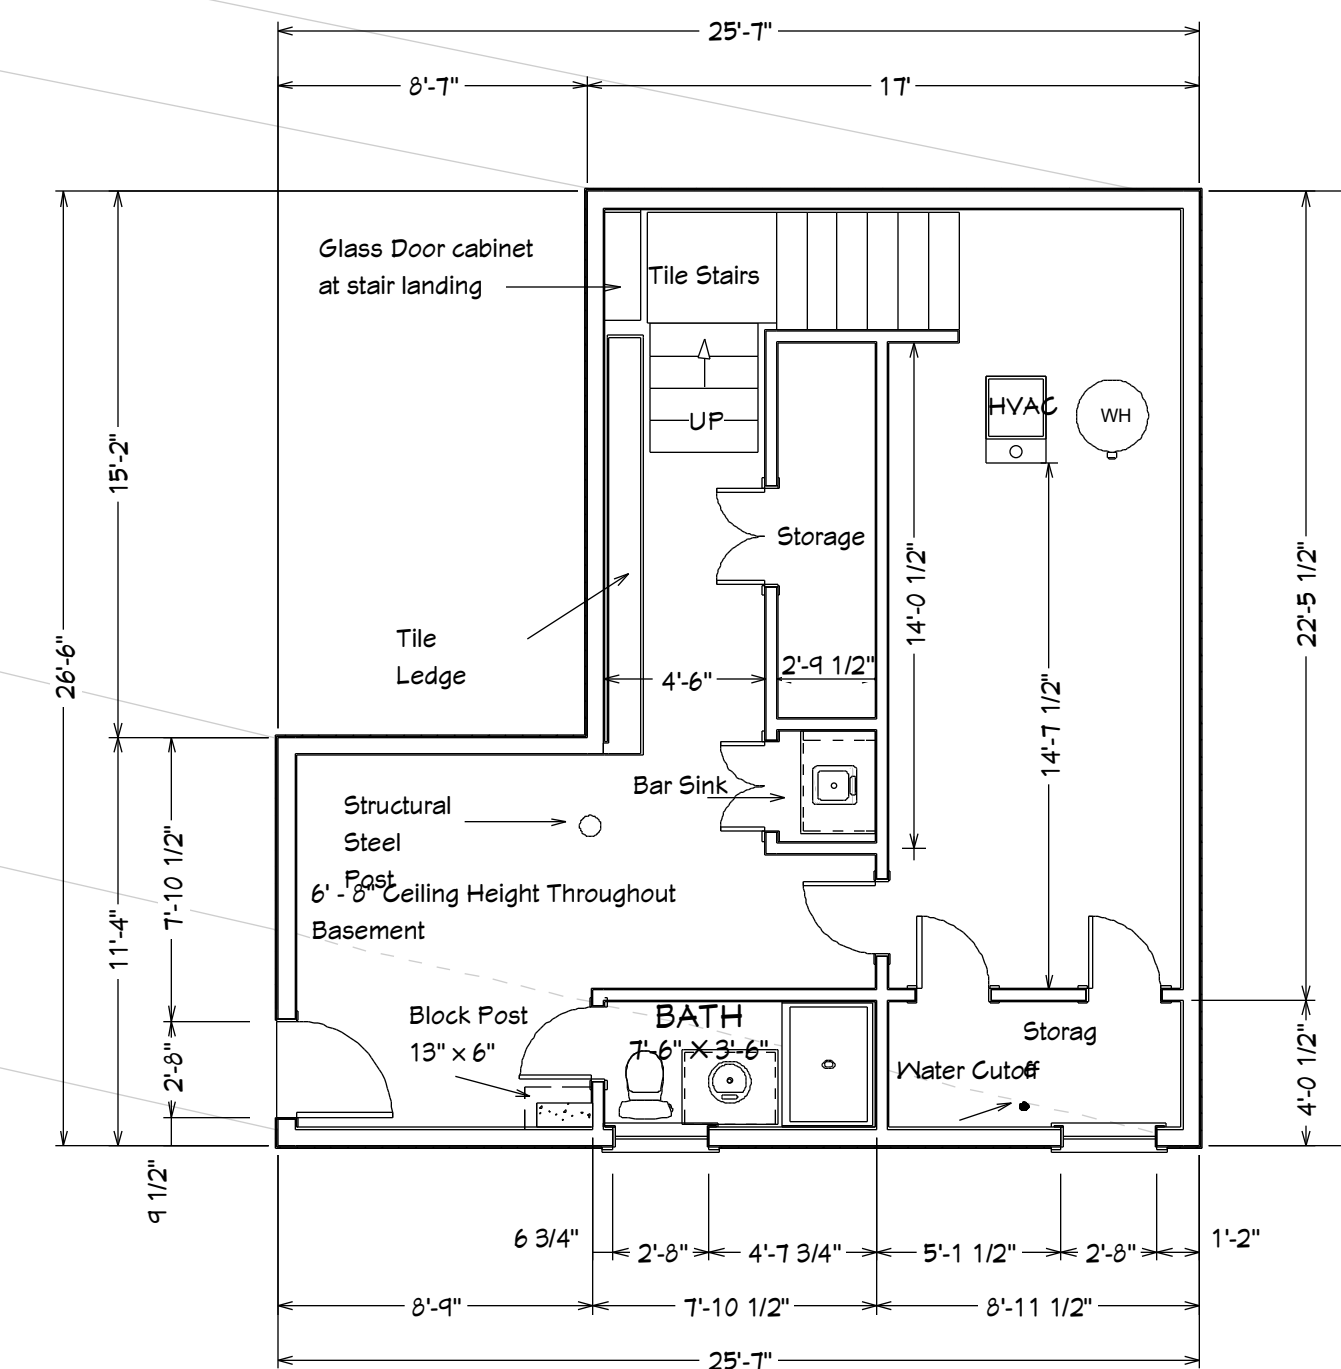 25'-7"
8'-7"
17'
Glass Door cabinet
at stair landing
Tile Stairs
UP
HVAC
WH
15'-2"
26'-6"
22'-5 1/2"
Storage
14'-0 1/2"
14'-7 1/2"
Tile
Ledge
4'-6"
2'-9 1/2"
Bar Sink
Structural
Steel
Post
6' - 8" Ceiling Height Throughout
Basement
7'-10 1/2"
11'-4"
2'-8"
9 1/2"
Block Post
13" x 6"
BATH
7'-6" X 3'-6"
Storag
e
Water Cutoff
4'-0 1/2"
6 3/4"
2'-8"
4'-7 3/4"
5'-1 1/2"
2'-8"
1'-2"
8'-9"
7'-10 1/2"
8'-11 1/2"
25'-7"